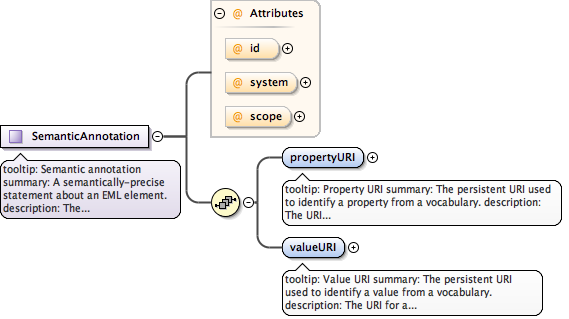 @ Attributes
@ id
@ system
@ scope
SemanticAnnotation
tooltip: Semantic annotation
summary: A semantically-precise
statement about an EML element.
description: The...
propertyURI
tooltip: Property URI summary: The persistent URI used
to identify a property from a vocabulary. description:
The URI...
valueURI
tooltip: Value URI summary: The persistent URI
used to identify a value from a vocabulary.
description: The URI for a...